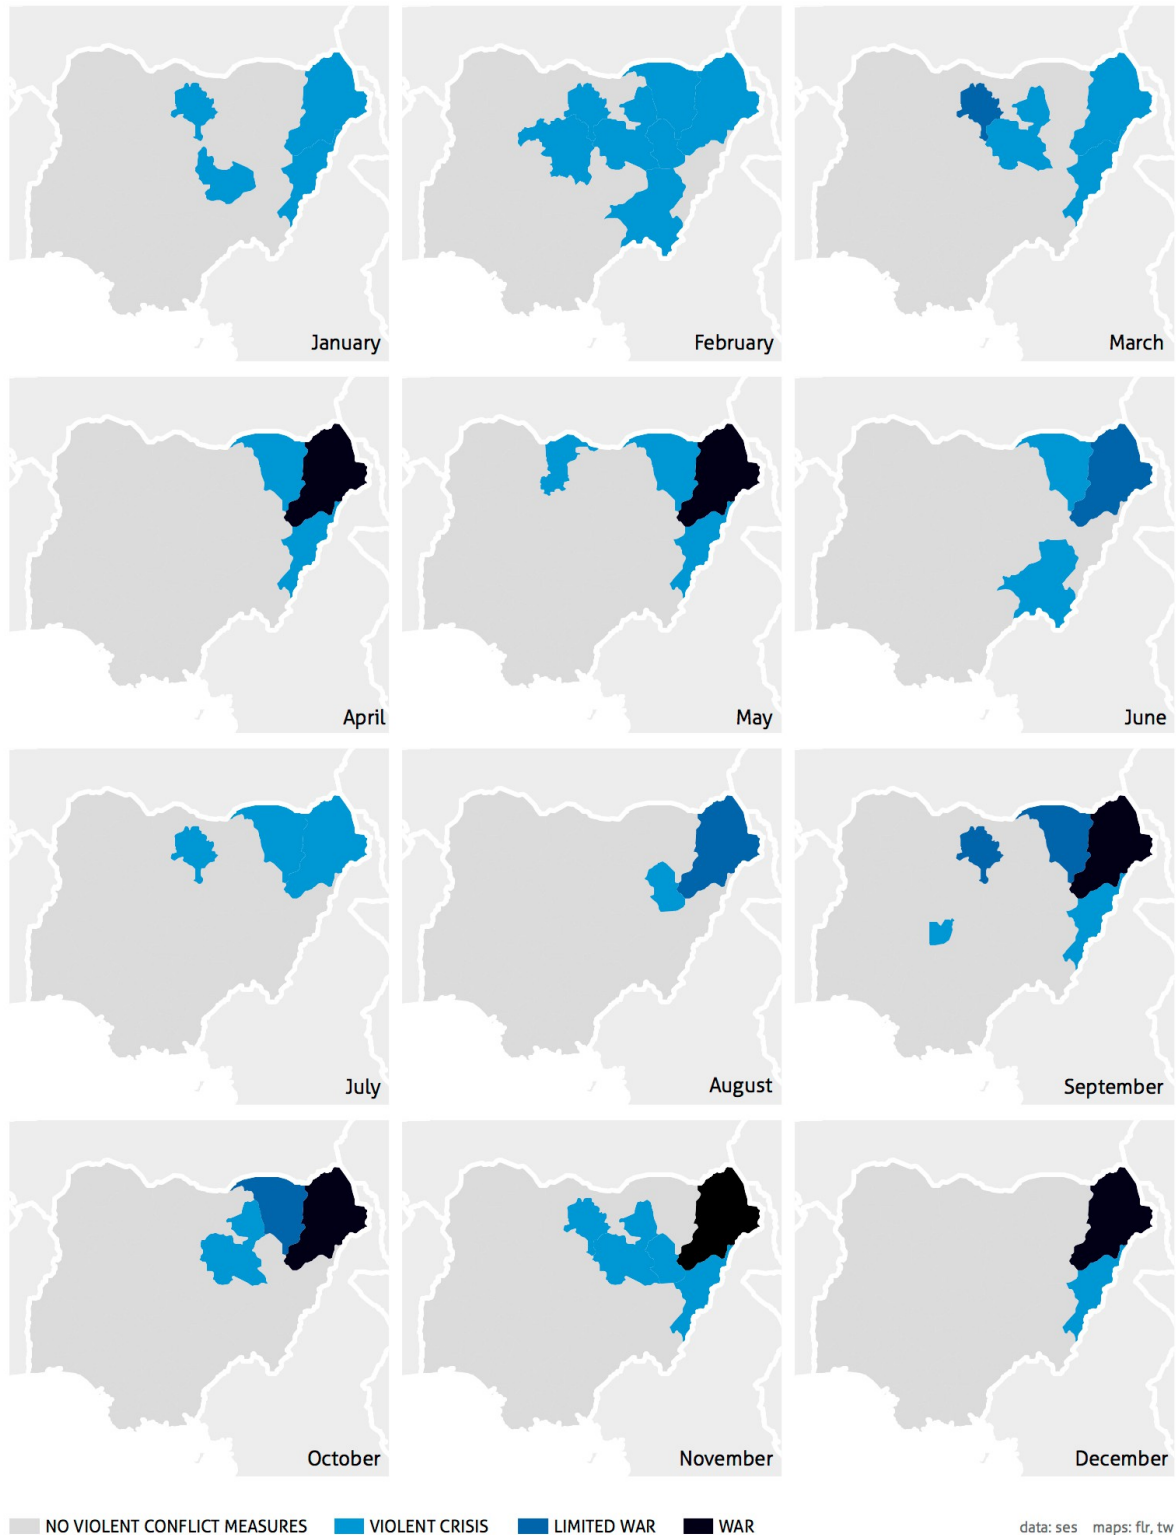 January
February
March
April
May
June
July
August
September
October
November
December
NO VIOLENT CONFLICT MEASURES VIOLENT CRISIS LIMITED WAR WAR data: ses maps: flr, tw